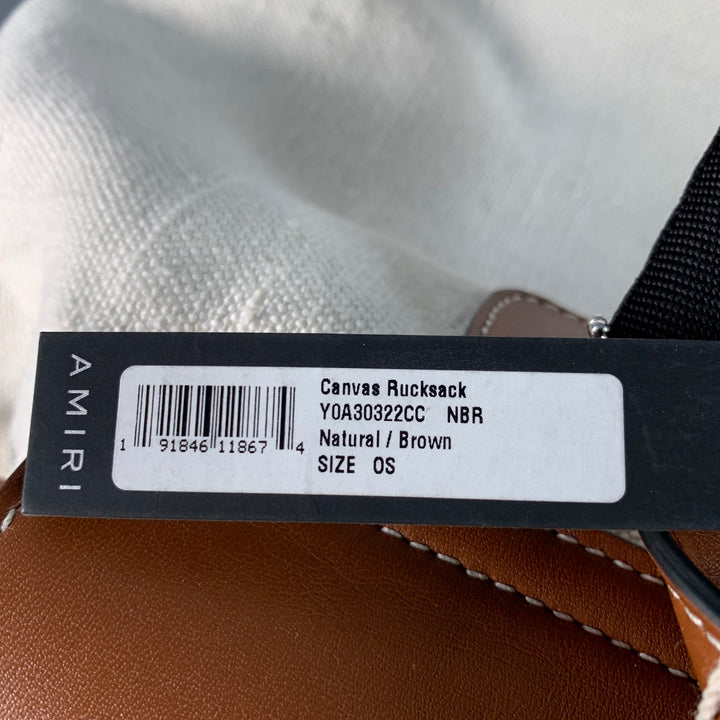 AMIRI
Canvas Rucksack
Y0A30322CC NBR
Natural / Brown
SIZE OS
1 91846 11867 4